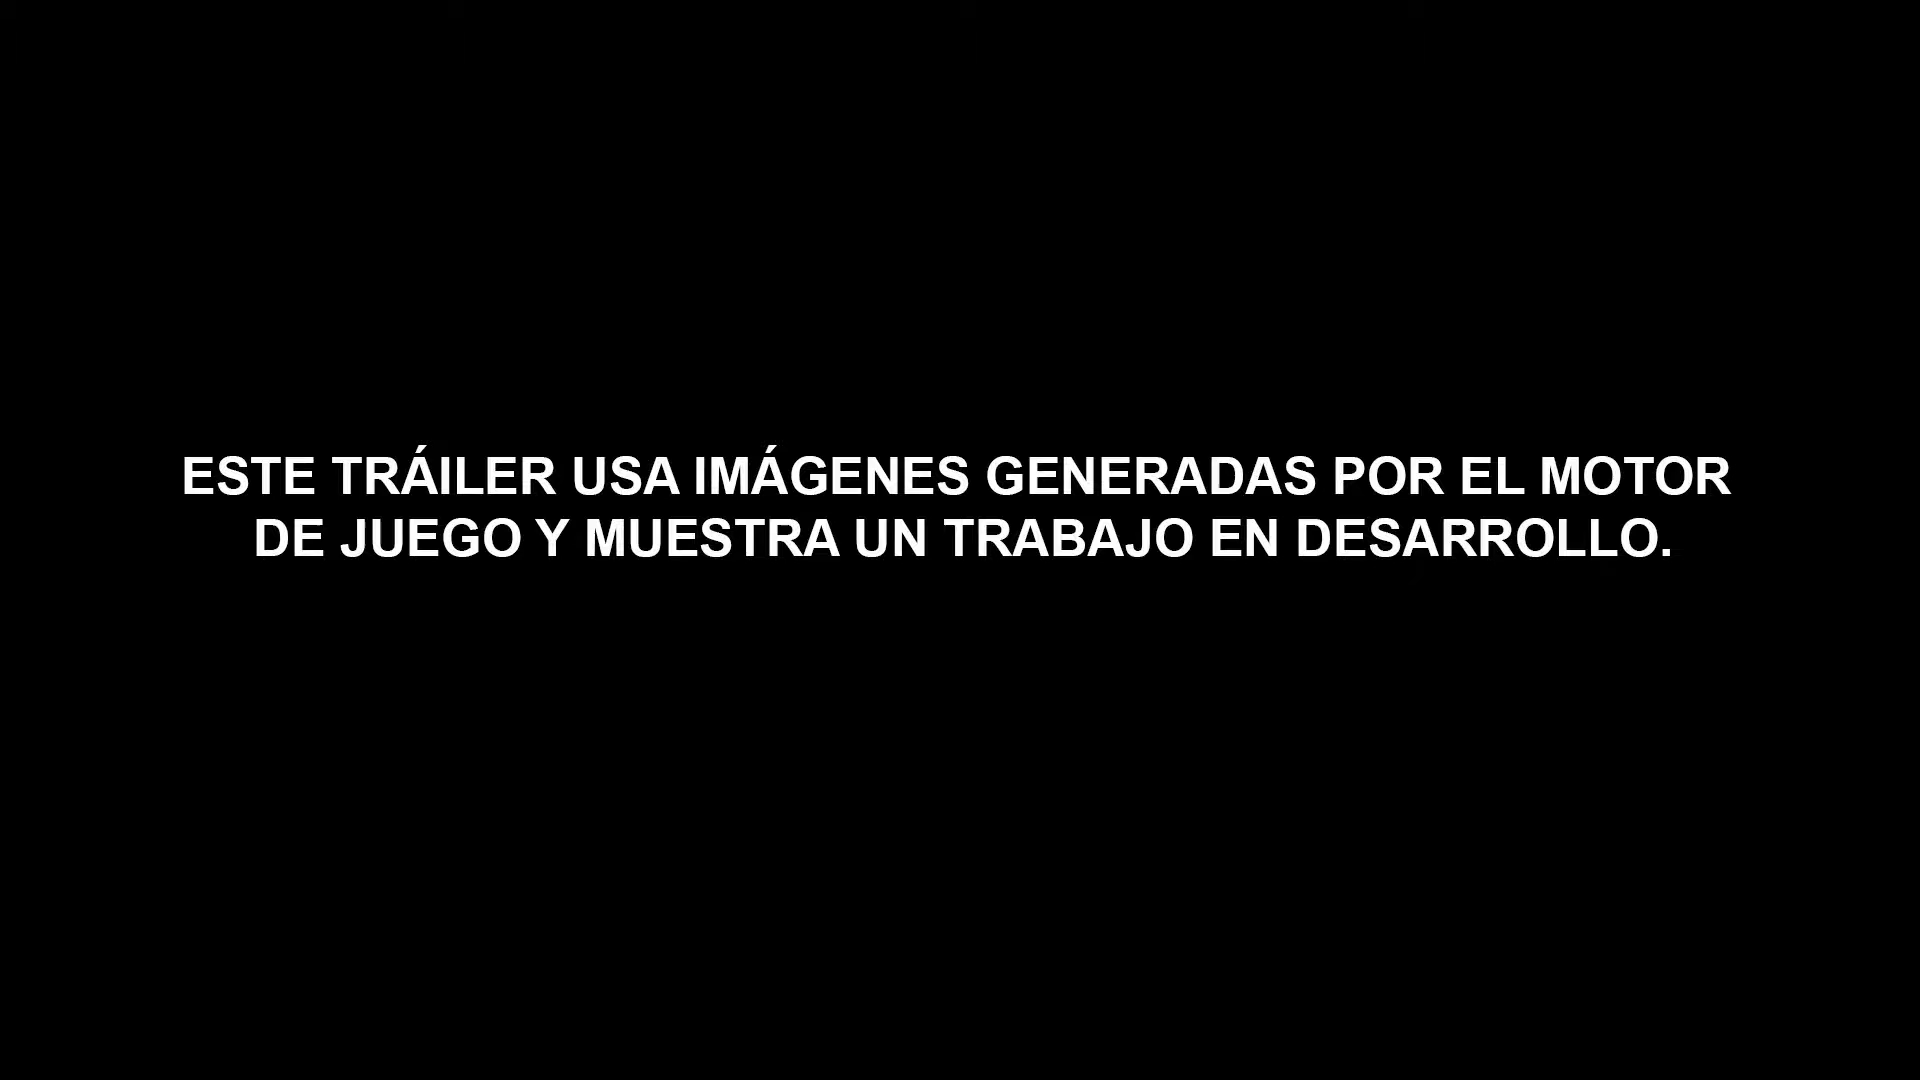 ESTE TRÁILER USA IMÁGENES GENERADAS POR EL MOTOR
DE JUEGO Y MUESTRA UN TRABAJO EN DESARROLLO.